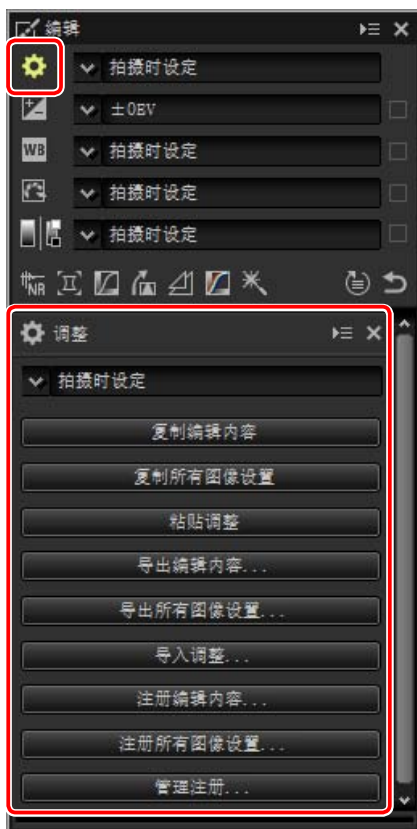 编辑
拍摄时设定
±0EV
WB 拍摄时设定
拍摄时设定
拍摄时设定
NR
调整
拍摄时设定
复制编辑内容
复制所有图像设置
粘贴调整
导出编辑内容...
导出所有图像设置...
导入调整...
注册编辑内容...
注册所有图像设置...
管理注册...